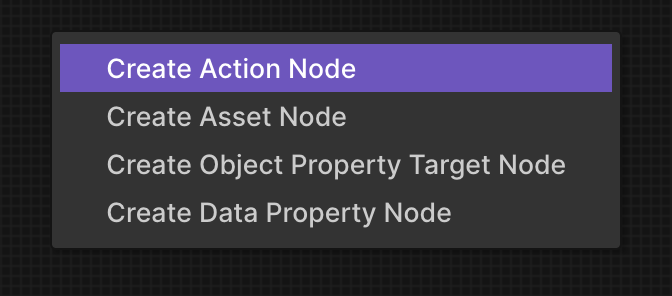 Create Action Node
Create Asset Node
Create Object Property Target Node
Create Data Property Node